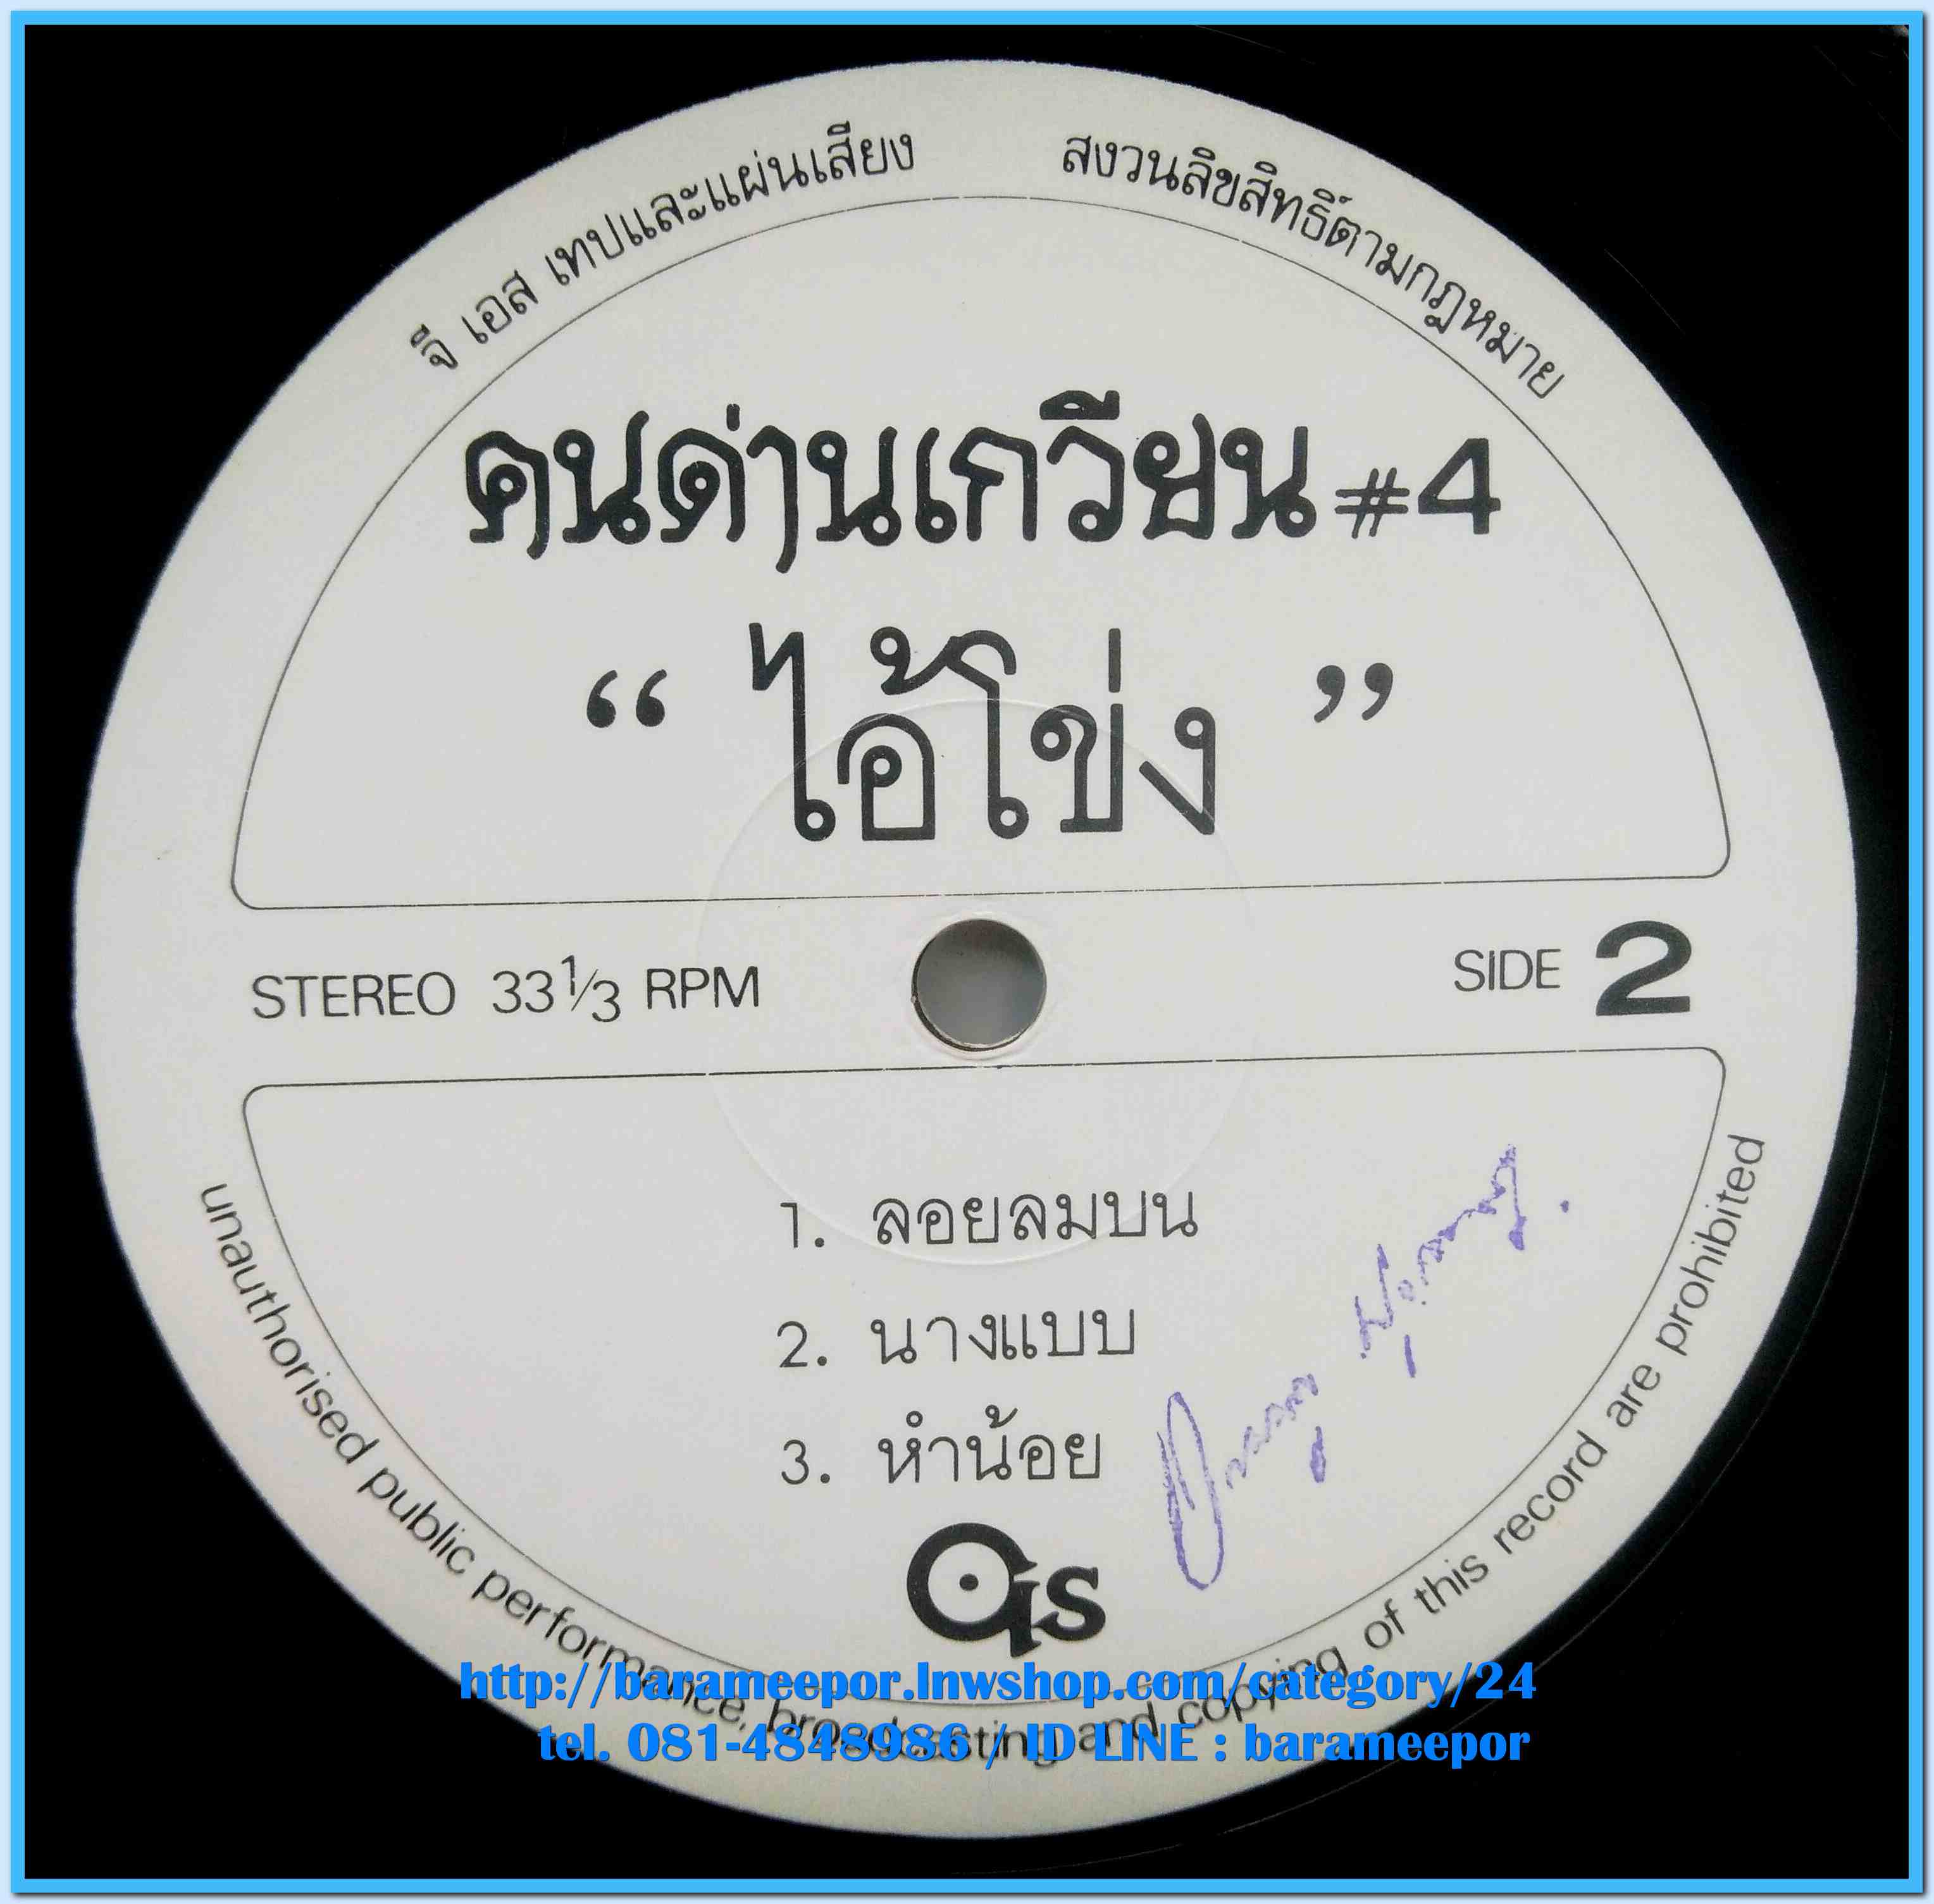 จี เอส เทปและแผ่นเสียง
สงวนลิขสิทธิ์ตามกฎหมาย
คนด่านเกวียน #4
“ ไอ้โข่ง ”
STEREO 33 1/3 RPM
SIDE 2
1. ลอยลมบน
2. นางแบบ
3. หำน้อย
GS
unauthorised public performance, broadcasting and copying of this record are prohibited
http://barameepor.lnwshop.com/category/24
tel. 081-4848986 / ID LINE : barameepor